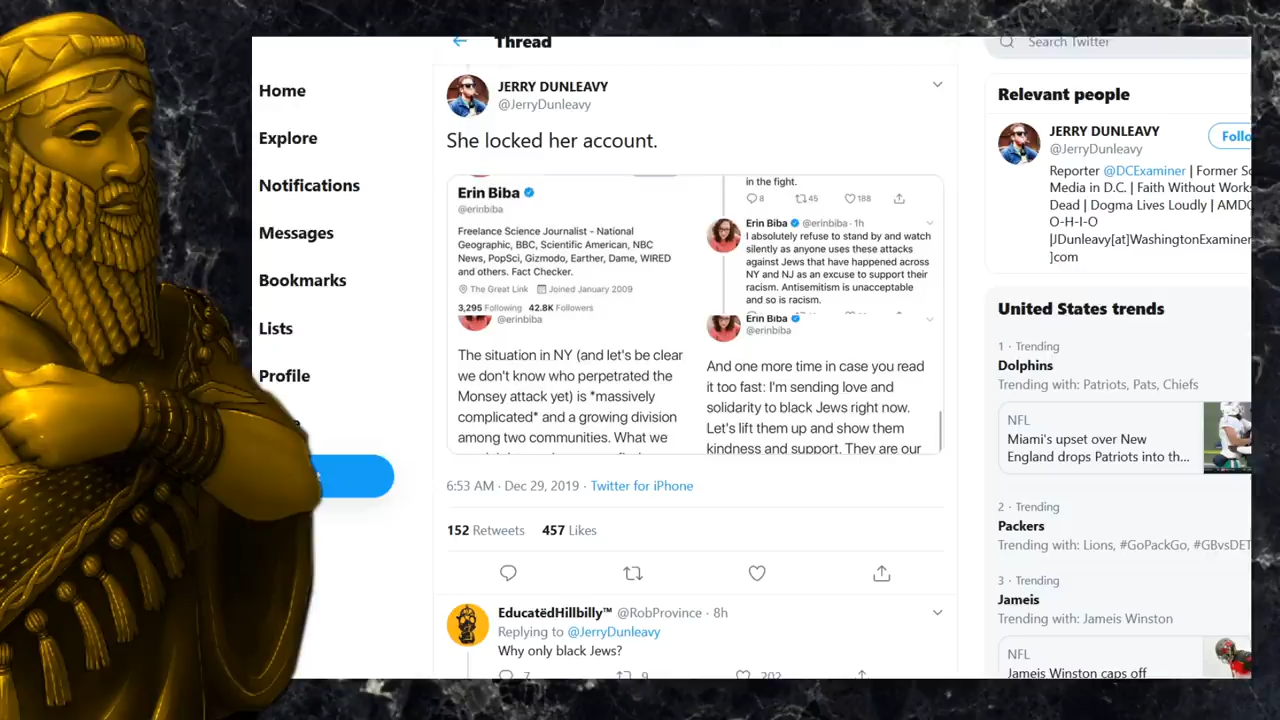 Home
Explore
Notifications
Messages
Bookmarks
Lists
Profile
Thread
JERRY DUNLEAVY
@JerryDunleavy
She locked her account.
Erin Biba
@erinbiba
Freelance Science Journalist - National
Geographic, BBC, Scientific American, NBC
News, PopSci, Gizmodo, Earther, Dame, WIRED
and others. Fact Checker.
The Great Link Joined January 2009
3,295 Following 42.8K Followers
@erinbiba
The situation in NY (and let's be clear
we don't know who perpetrated the
Monsey attack yet) is *massively
complicated* and a growing division
among two communities. What we
in the fight.
8 45 188
Erin Biba @erinbiba · 1h
I absolutely refuse to stand by and watch
silently as anyone uses these attacks
against Jews that have happened across
NY and NJ as an excuse to support their
racism. Antisemitism is unacceptable
and so is racism.
Erin Biba
@erinbiba
And one more time in case you read
it too fast: I'm sending love and
solidarity to black Jews right now.
Let's lift them up and show them
kindness and support. They are our
6:53 AM · Dec 29, 2019 · Twitter for iPhone
152 Retweets 457 Likes
EducatëdHillbilly™ @RobProvince · 8h
Replying to @JerryDunleavy
Why only black Jews?
7 9 202
Search Twitter
Relevant people
JERRY DUNLEAVY
@JerryDunleavy
Follo
Reporter @DCExaminer | Former Sc
Media in D.C. | Faith Without Works
Dead | Dogma Lives Loudly | AMDG
O-H-I-O
|JDunleavy[at]WashingtonExaminer
]com
United States trends
1 · Trending
Dolphins
Trending with: Patriots, Pats, Chiefs
NFL
Miami's upset over New
England drops Patriots into th...
2 · Trending
Packers
Trending with: Lions, #GoPackGo, #GBvsDET
3 · Trending
Jameis
Trending with: Jameis Winston
NFL
Jameis Winston caps off